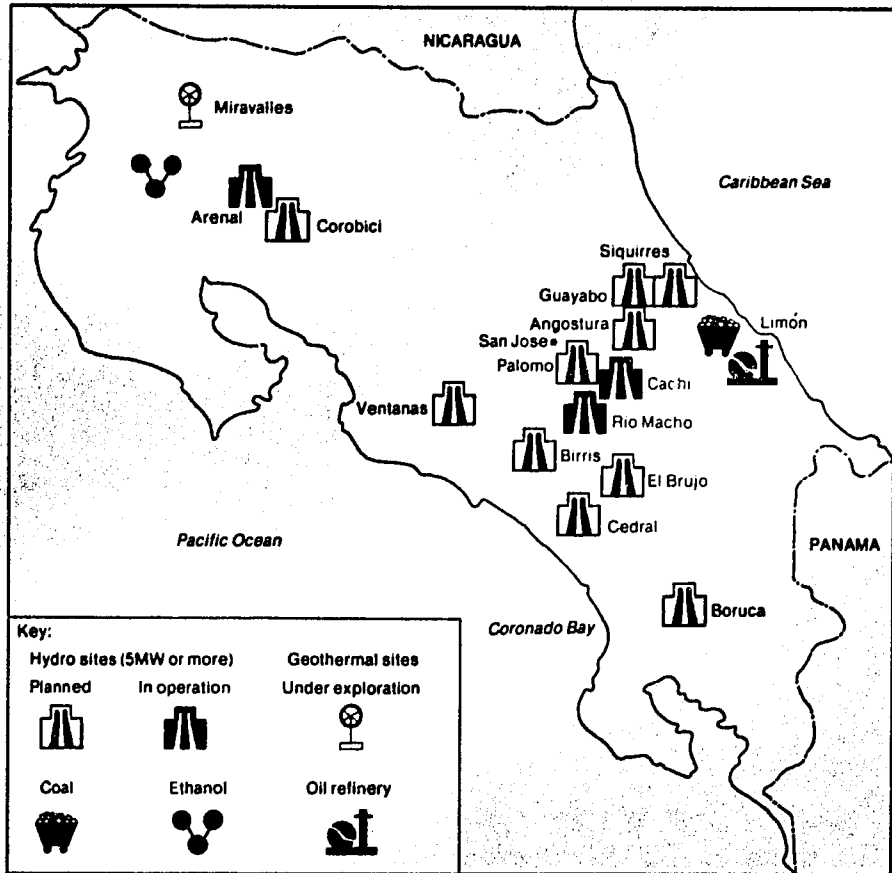 NICARAGUA
Miravalles
Caribbean Sea
Arenal
Corobici
Siquirres
Guayabo
Angostura
Limón
San Jose
Palomo
Cachi
Ventanas
Rio Macho
Birris
El Brujo
Cedral
Pacific Ocean
PANAMA
Coronado Bay
Boruca
Key:
Hydro sites (5MW or more)
Geothermal sites
Planned
In operation
Under exploration
Coal
Ethanol
Oil refinery